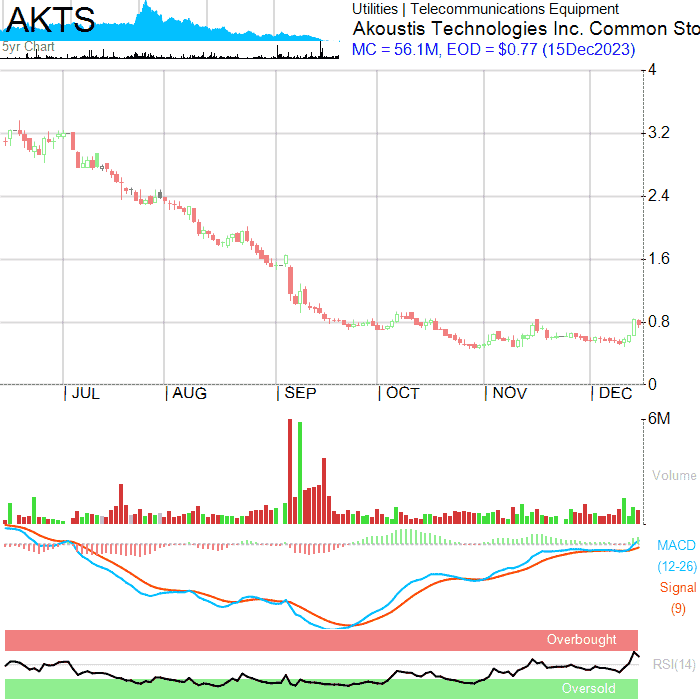 AKTS
5yr Chart
Utilities | Telecommunications Equipment
Akoustis Technologies Inc. Common Sto
MC = 56.1M, EOD = $0.77 (15Dec2023)
4
3.2
2.4
1.6
0.8
0
| JUL | AUG | SEP | OCT | NOV | DEC
6M
Volume
MACD
(12-26)
Signal
(9)
Overbought
RSI(14)
Oversold